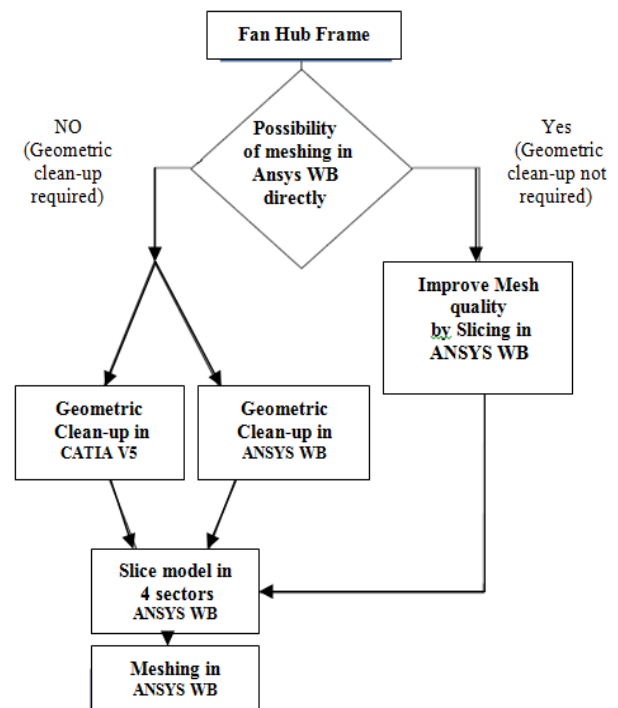 Fan Hub Frame
NO
(Geometric
clean-up
required)
Possibility
of meshing in
Ansys WB
directly
Yes
(Geometric
clean-up not
required)
Improve Mesh
quality
by Slicing in
ANSYS WB
Geometric
Clean-up in
CATIA V5
Geometric
Clean-up in
ANSYS WB
Slice model in
4 sectors
ANSYS WB
Meshing in
ANSYS WB